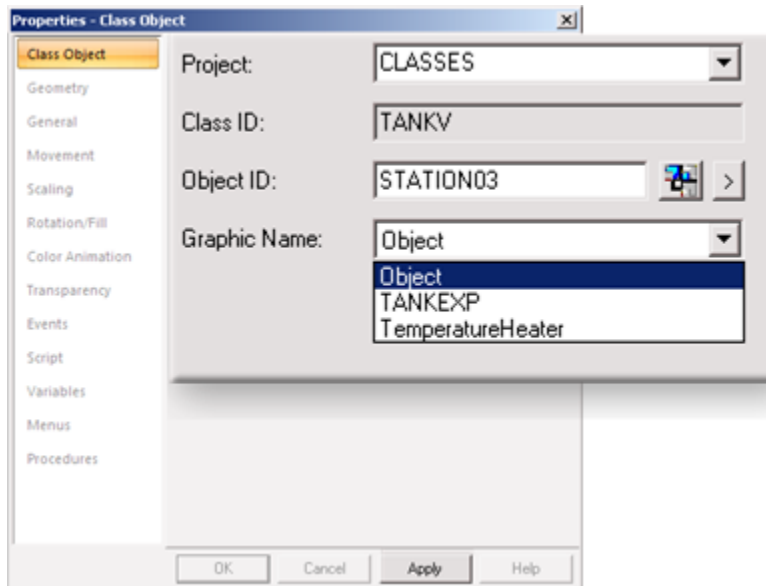 Properties - Class Object
Class Object
Geometry
General
Movement
Scaling
Rotation/Fill
Color Animation
Transparency
Events
Script
Variables
Menus
Procedures
Project: CLASSES
Class ID: TANKV
Object ID: STATION03 >
Graphic Name: Object
Object
TANKEXP
TemperatureHeater
OK Cancel Apply Help